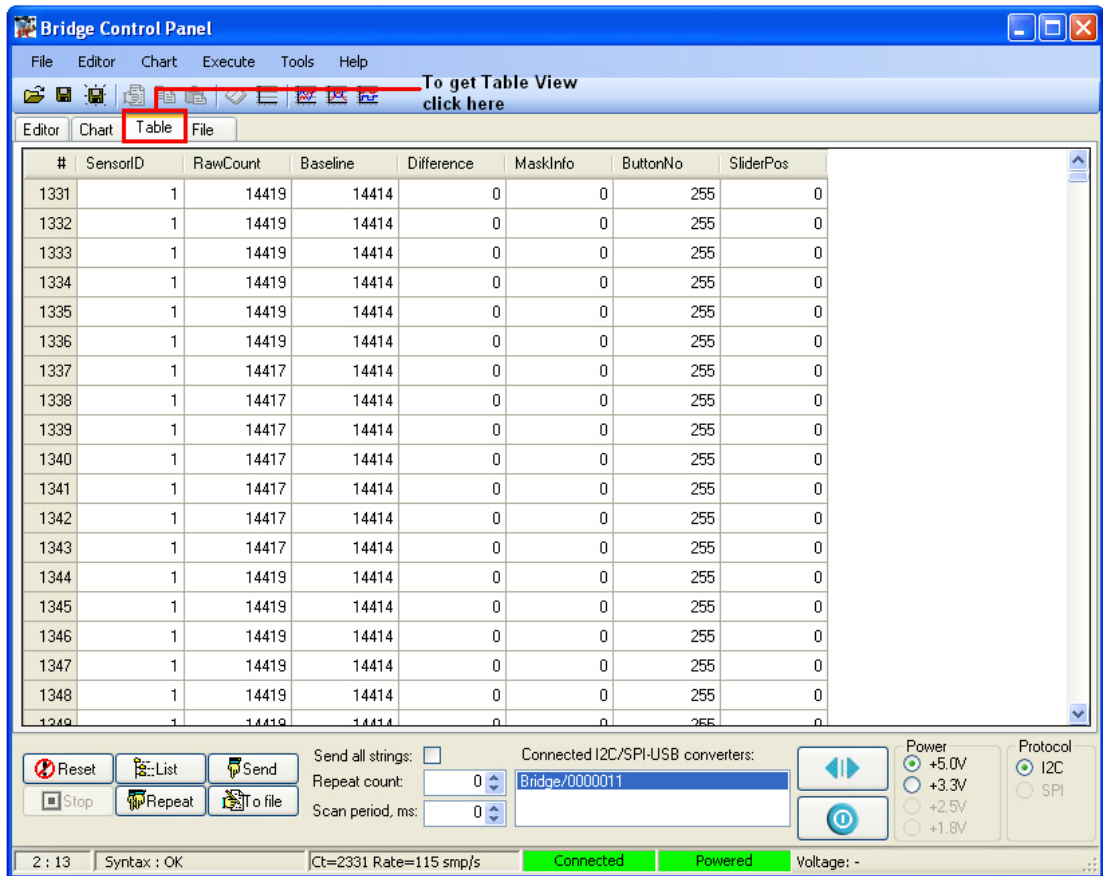 Bridge Control Panel
File Editor Chart Execute Tools Help
To get Table View
click here
Editor Chart Table File
# SensorID RawCount Baseline Difference MaskInfo ButtonNo SliderPos
1331 1 14419 14414 0 0 255 0
1332 1 14419 14414 0 0 255 0
1333 1 14419 14414 0 0 255 0
1334 1 14419 14414 0 0 255 0
1335 1 14419 14414 0 0 255 0
1336 1 14419 14414 0 0 255 0
1337 1 14417 14414 0 0 255 0
1338 1 14417 14414 0 0 255 0
1339 1 14417 14414 0 0 255 0
1340 1 14417 14414 0 0 255 0
1341 1 14417 14414 0 0 255 0
1342 1 14417 14414 0 0 255 0
1343 1 14417 14414 0 0 255 0
1344 1 14419 14414 0 0 255 0
1345 1 14419 14414 0 0 255 0
1346 1 14419 14414 0 0 255 0
1347 1 14419 14414 0 0 255 0
1348 1 14419 14414 0 0 255 0
1349 1 14419 14414 0 0 255 0
Reset List Send
Stop Repeat To file
Send all strings:
Repeat count: 0
Scan period, ms: 0
Connected I2C/SPI-USB converters:
Bridge/0000011
Power
+5.0V
+3.3V
+2.5V
+1.8V
Protocol
I2C
SPI
2 : 13 Syntax : OK Ct=2331 Rate=115 smp/s Connected Powered Voltage: -